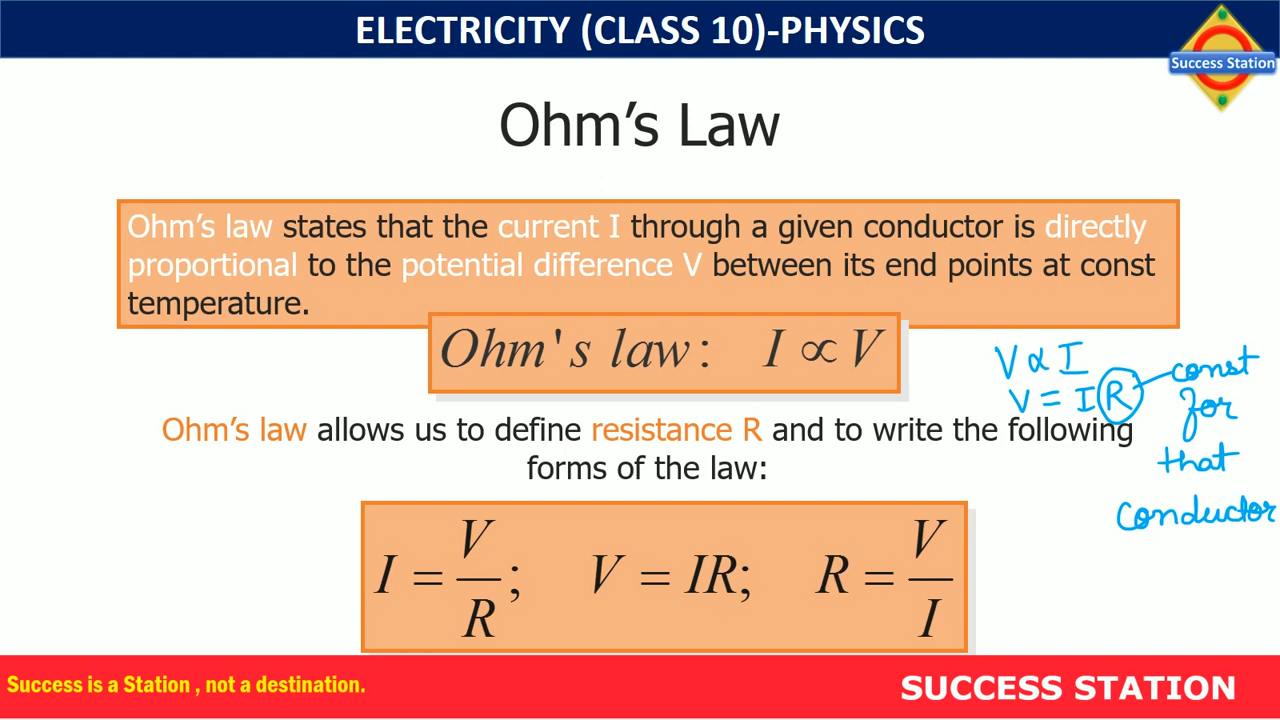 ELECTRICITY (CLASS 10)-PHYSICS
Success Station
Ohm's Law
Ohm's law states that the current I through a given conductor is directly
proportional to the potential difference V between its end points at const
temperature.
Ohm's law: I ∝ V
V ∝ I
V = IR
const
for
that
conductor
Ohm's law allows us to define resistance R and to write the following
forms of the law:
I = V/R; V = IR; R = V/I
Success is a Station , not a destination.
SUCCESS STATION